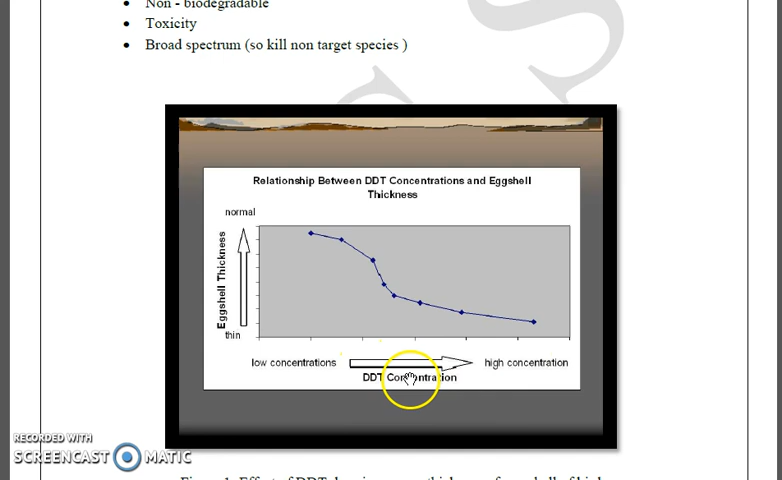 Non - biodegradable
Toxicity
Broad spectrum (so kill non target species )
Relationship Between DDT Concentrations and Eggshell
Thickness
normal
Eggshell Thickness
thin
low concentrations
high concentration
DDT Concentration
RECORDED WITH
SCREENCAST MATIC